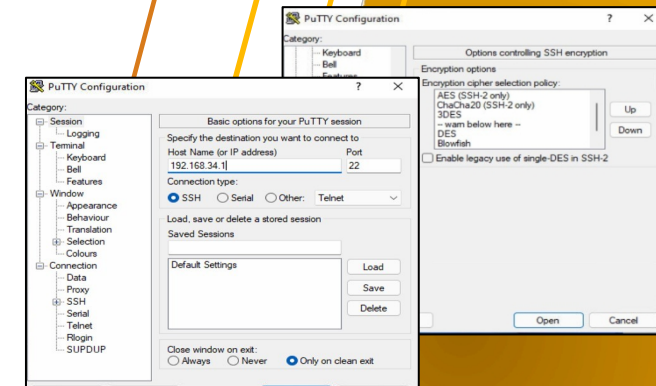 PuTTY Configuration ? ×
Category:
Keyboard
Bell
Features
Options controlling SSH encryption
Encryption options
Encryption cipher selection policy:
AES (SSH-2 only)
ChaCha20 (SSH-2 only)
3DES
-- warn below here --
DES
Blowfish
Up
Down
Enable legacy use of single-DES in SSH-2
Open Cancel
PuTTY Configuration ? ×
Category:
Session
Logging
Terminal
Keyboard
Bell
Features
Window
Appearance
Behaviour
Translation
Selection
Colours
Connection
Data
Proxy
SSH
Serial
Telnet
Rlogin
SUPDUP
Basic options for your PuTTY session
Specify the destination you want to connect to
Host Name (or IP address) Port
192.168.34.1 22
Connection type:
SSH Serial Other: Telnet
Load, save or delete a stored session
Saved Sessions
Default Settings
Load
Save
Delete
Close window on exit:
Always Never Only on clean exit